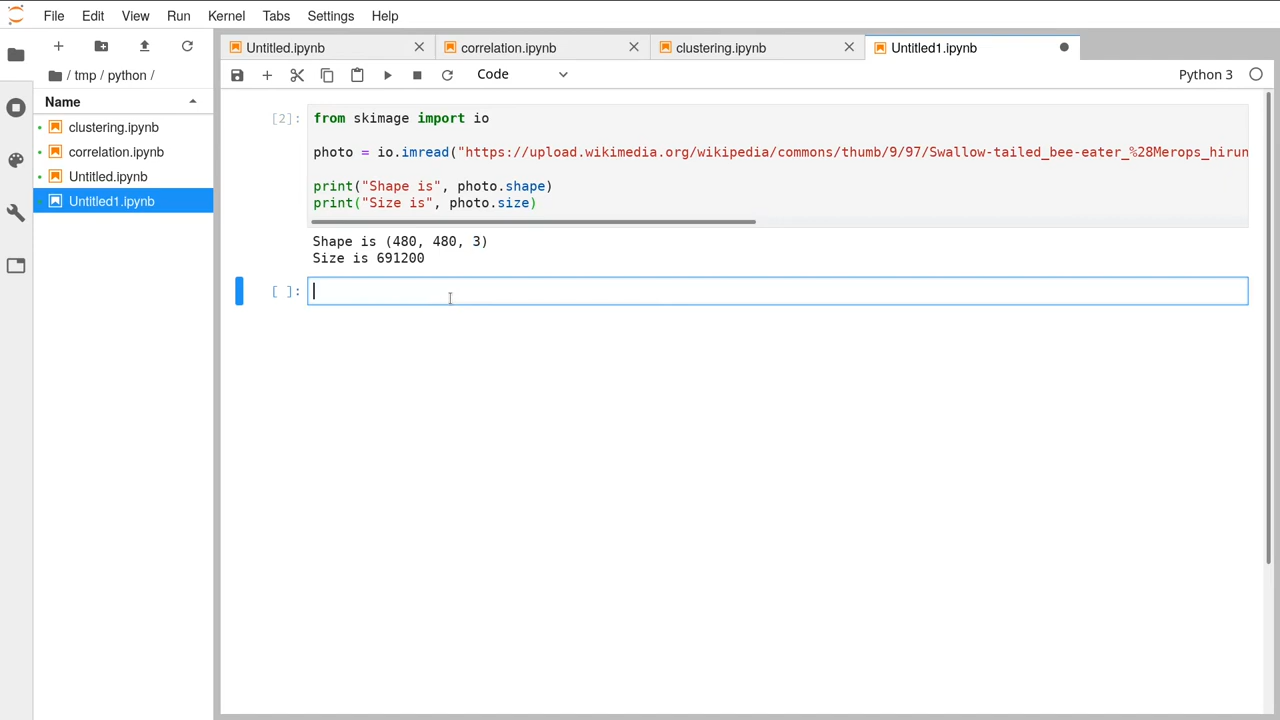 File Edit View Run Kernel Tabs Settings Help
Untitled.ipynb
correlation.ipynb
clustering.ipynb
Untitled1.ipynb
/ tmp / python /
Code
Python 3
Name
clustering.ipynb
correlation.ipynb
Untitled.ipynb
Untitled1.ipynb
[2]:
from skimage import io
photo = io.imread("https://upload.wikimedia.org/wikipedia/commons/thumb/9/97/Swallow-tailed_bee-eater_%28Merops_hirun
print("Shape is", photo.shape)
print("Size is", photo.size)
Shape is (480, 480, 3)
Size is 691200
[ ]: